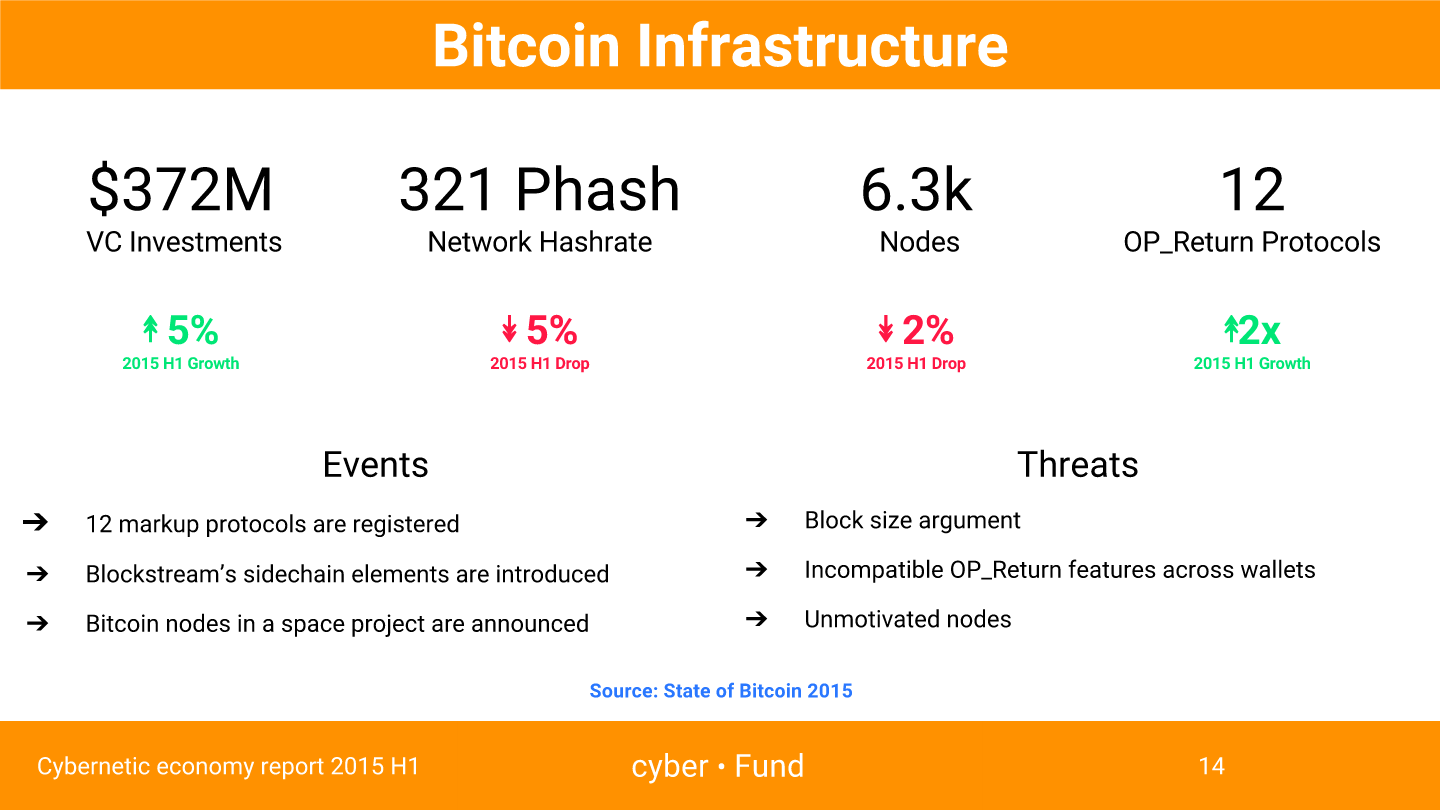 Bitcoin Infrastructure
$372M
VC Investments
↟ 5%
2015 H1 Growth
321 Phash
Network Hashrate
↡ 5%
2015 H1 Drop
6.3k
Nodes
↡ 2%
2015 H1 Drop
12
OP_Return Protocols
↟2x
2015 H1 Growth
Events
➔ 12 markup protocols are registered
➔ Blockstream’s sidechain elements are introduced
➔ Bitcoin nodes in a space project are announced
Threats
➔ Block size argument
➔ Incompatible OP_Return features across wallets
➔ Unmotivated nodes
Source: State of Bitcoin 2015
Cybernetic economy report 2015 H1
cyber • Fund
14